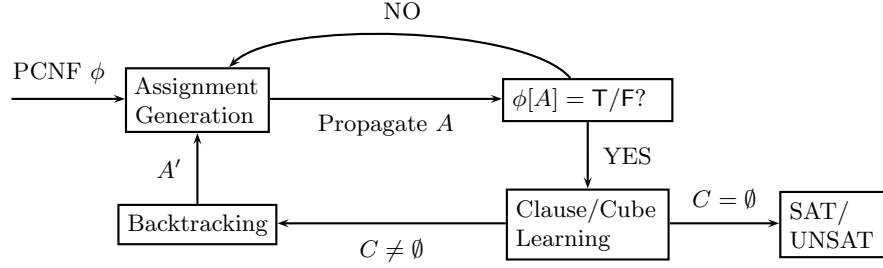 NO
PCNF ϕ
Assignment
Generation
Propagate A
ϕ[A] = T/F?
YES
A′
Backtracking
C ≠ ∅
Clause/Cube
Learning
C = ∅
SAT/
UNSAT